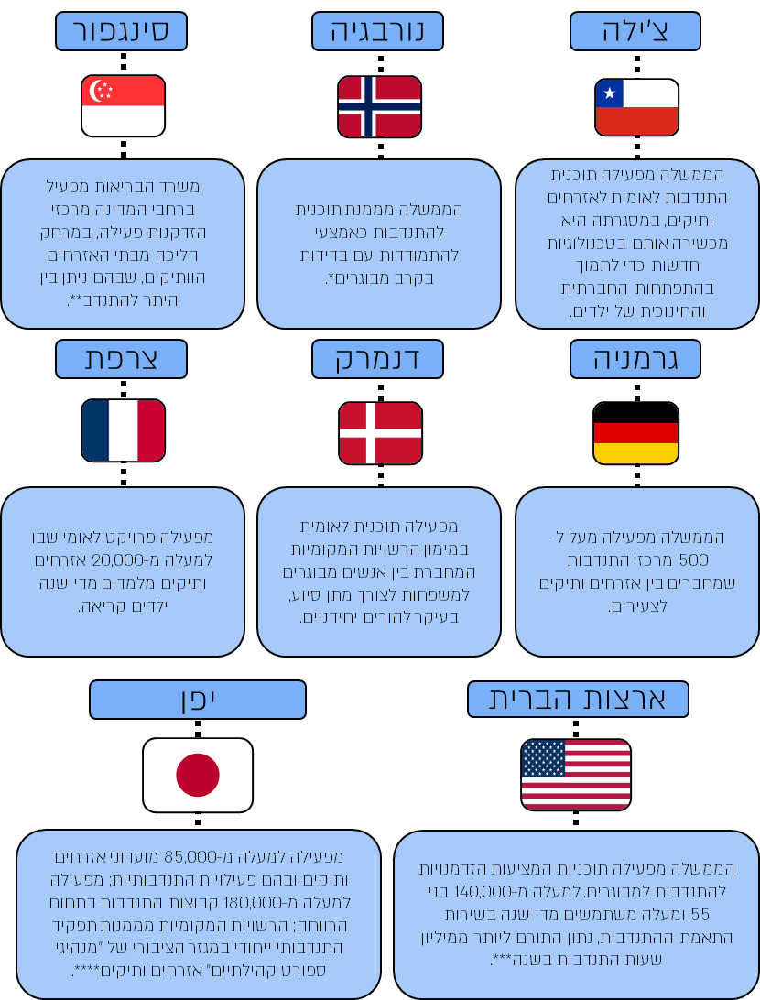 צ'ילה
הממשלה מפעילה תוכנית
התנדבות לאומית לאזרחים
ותיקים, במסגרתה היא
מכשירה אותם בטכנולוגיות
חדשות כדי לתמוך
בהתפתחות החברתית
והחינוכית של ילדים.
נורבגיה
הממשלה מממנת תוכנית
להתנדבות כאמצעי
להתמודדות עם בדידות
בקרב מבוגרים*.
סינגפור
משרד הבריאות מפעיל
ברחבי המדינה מרכזי
הזדקנות פעילה, במרחק
הליכה מבתי האזרחים
הוותיקים, שבהם ניתן בין
היתר להתנדב**.
גרמניה
הממשלה מפעילה מעל ל-
500 מרכזי התנדבות
שמחברים בין אזרחים ותיקים
לצעירים.
דנמרק
מפעילה תוכנית לאומית
במימון הרשויות המקומיות
המחברת בין אנשים מבוגרים
למשפחות לצורך מתן סיוע,
בעיקר להורים יחידניים.
צרפת
מפעילה פרויקט לאומי שבו
למעלה מ-20,000 אזרחים
ותיקים מלמדים מדי שנה
ילדים קריאה.
ארצות הברית
הממשלה מפעילה תוכניות המציעות הזדמנויות
להתנדבות למבוגרים. למעלה מ-140,000 בני
55 ומעלה משתמשים מדי שנה בשירות
התאמת ההתנדבות, נתון התורם ליותר ממיליון
שעות התנדבות בשנה***.
יפן
מפעילה למעלה מ-85,000 מועדוני אזרחים
ותיקים ובהם פעילויות התנדבותיות; מפעילה
למעלה מ-180,000 קבוצות התנדבות בתחום
הרווחה; הרשויות המקומיות מממנות תפקיד
התנדבותי ייחודי במגזר הציבורי של "מנהיגי
ספורט קהילתיים" אזרחים ותיקים****.